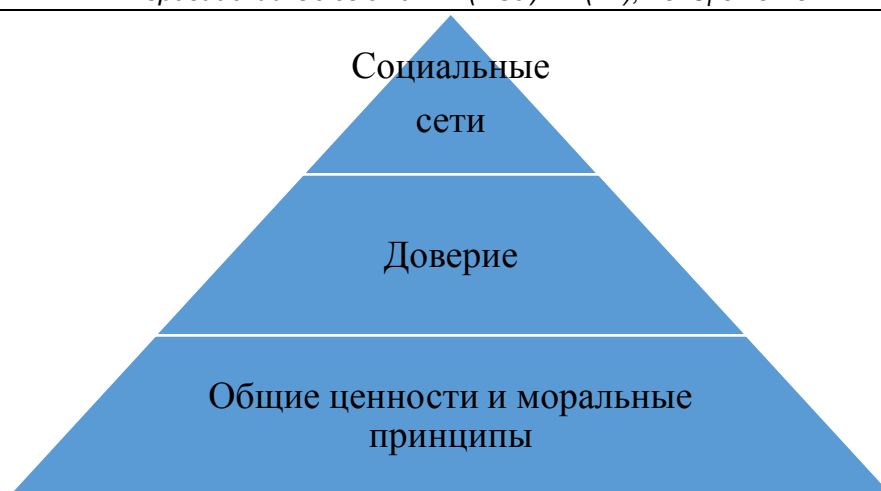 Социальные
сети
Доверие
Общие ценности и моральные
принципы